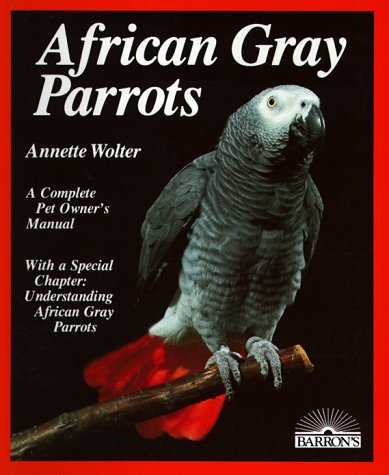 African Gray
Parrots
Annette Wolter
A Complete
Pet Owner's
Manual
With a Special
Chapter:
Understanding
African Gray
Parrots
BARRON'S